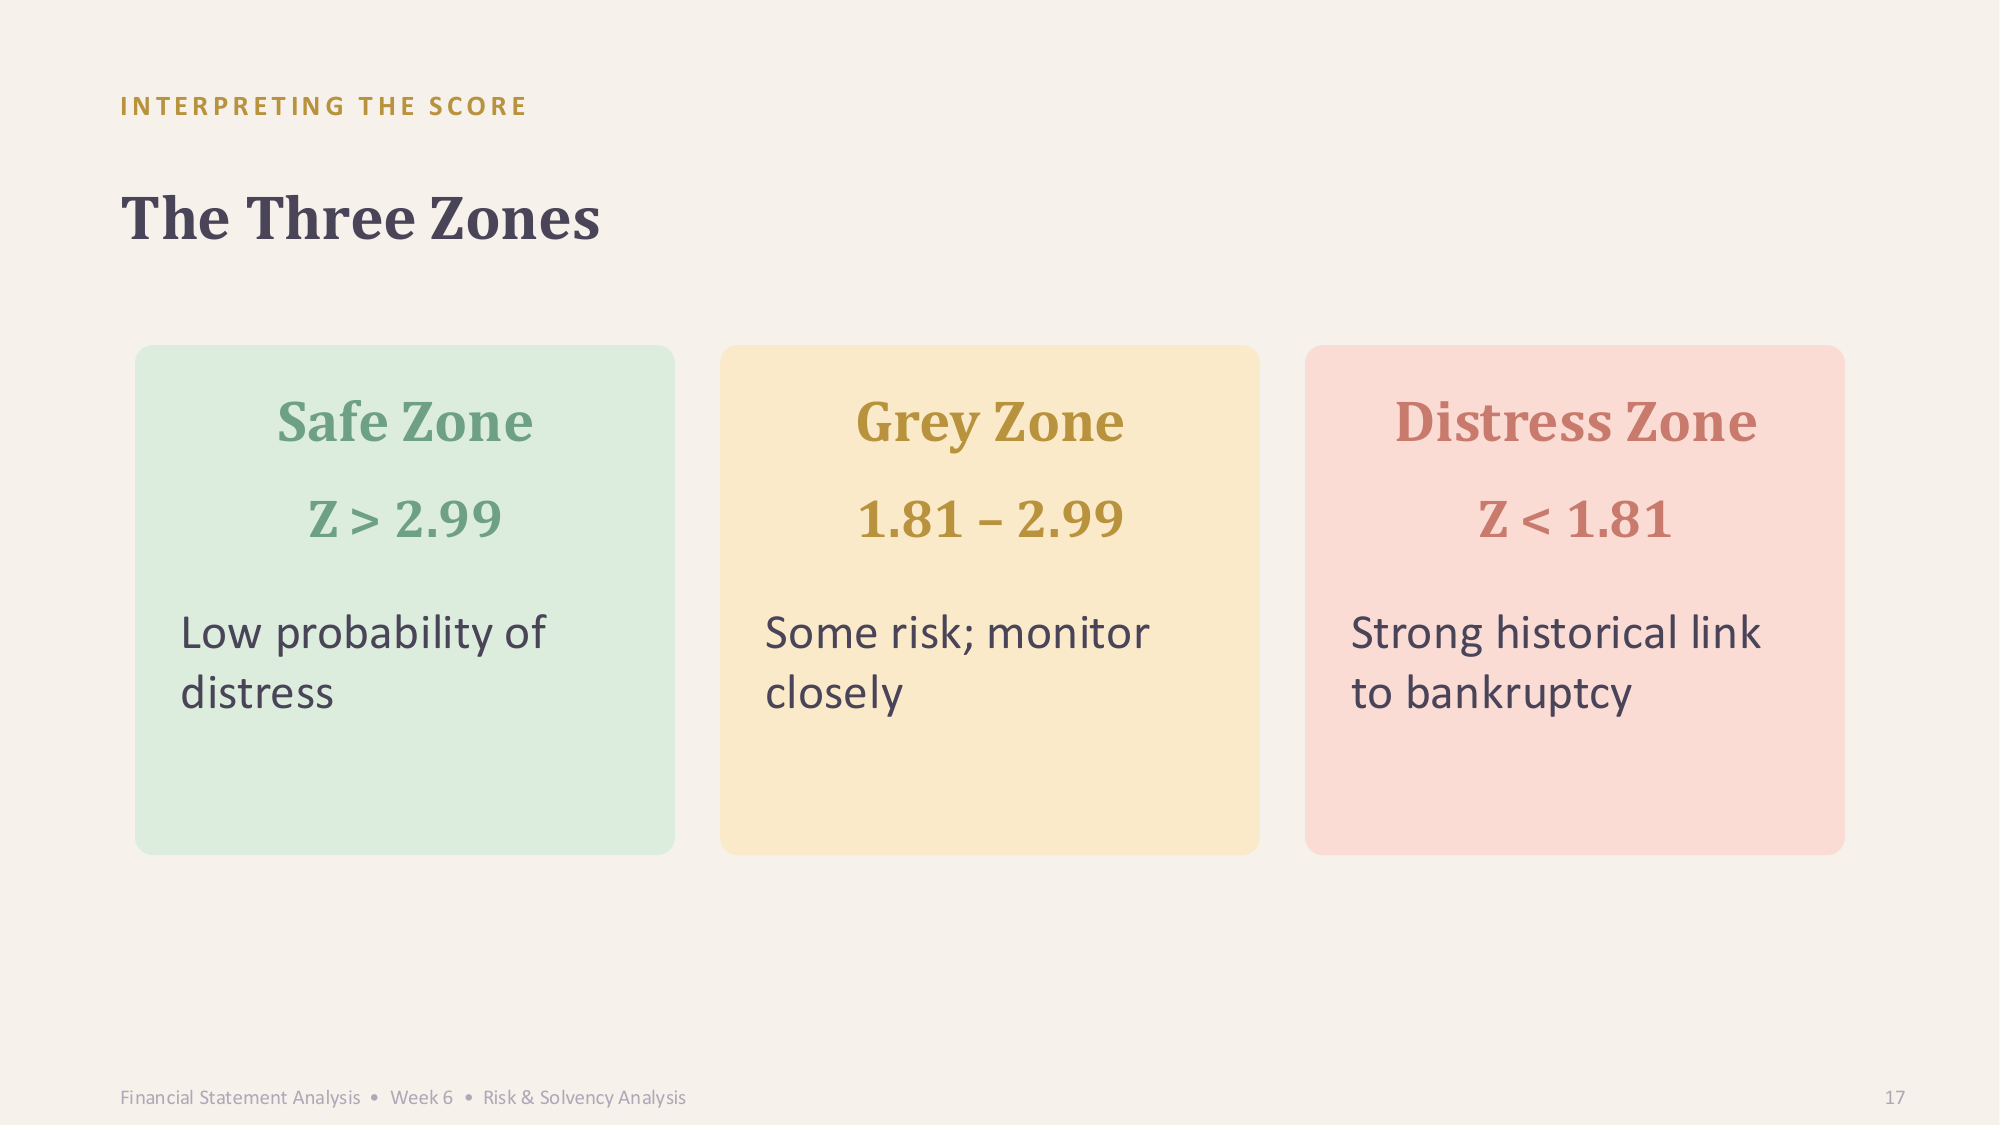 INTERPRETING THE SCORE
The Three Zones
Safe Zone
Z > 2.99
Low probability of
distress
Grey Zone
1.81 – 2.99
Some risk; monitor
closely
Distress Zone
Z < 1.81
Strong historical link
to bankruptcy
Financial Statement Analysis • Week 6 • Risk & Solvency Analysis
17